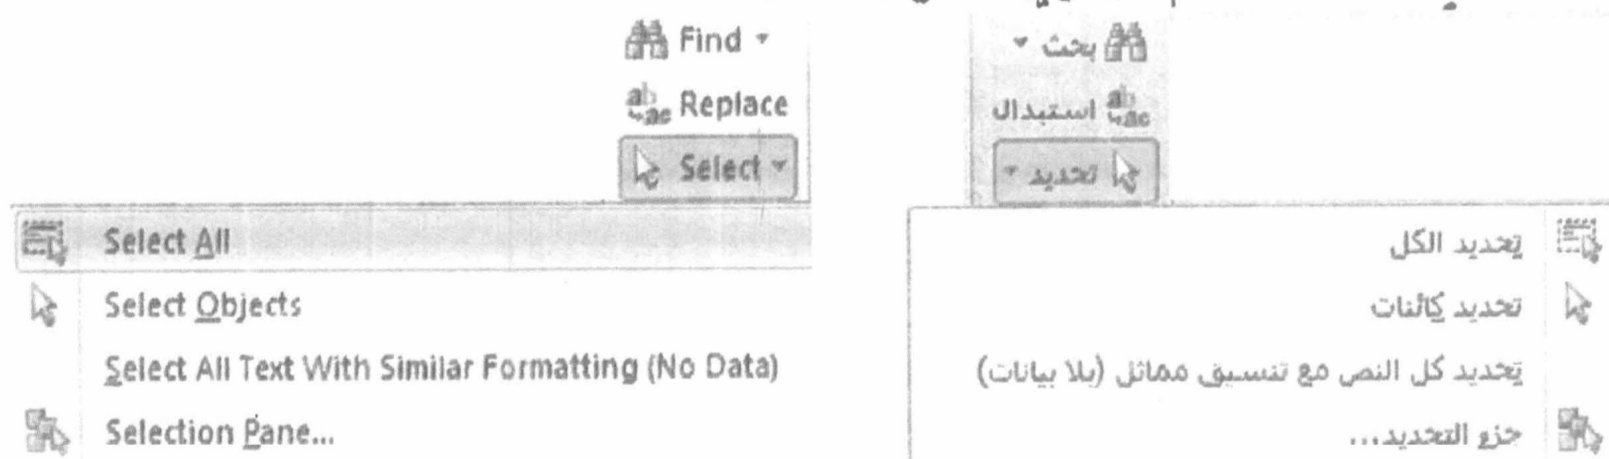 Find
Replace
Select
Select All
Select Objects
Select All Text With Similar Formatting (No Data)
Selection Pane...
بحث
استبدال
تحديد
تحديد الكل
تحديد كائنات
تحديد كل النص مع تنسيق مماثل (بلا بيانات)
جزء التحديد...